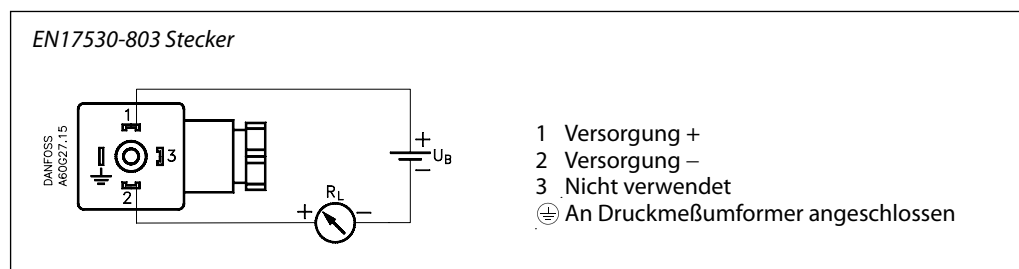 EN17530-803 Stecker
DANFOSS
A60G27.15
1
3
2
+
U_B
−
R_L
+
−
1 Versorgung +
2 Versorgung −
3 Nicht verwendet
⏚ An Druckmeßumformer angeschlossen